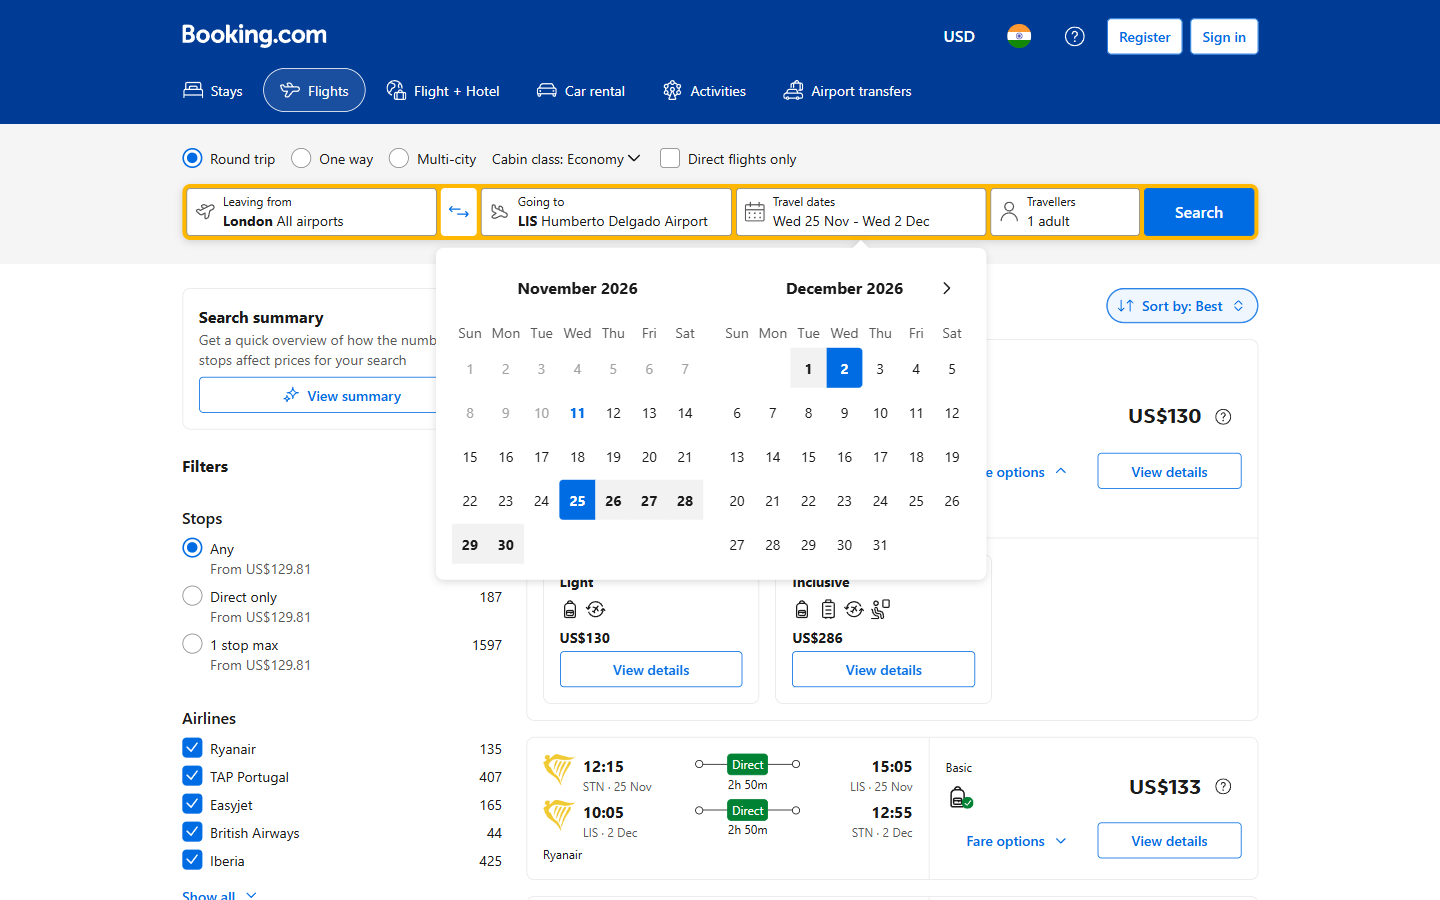 Booking.com
USD
Register
Sign in
Stays
Flights
Flight + Hotel
Car rental
Activities
Airport transfers
Round trip
One way
Multi-city
Cabin class: Economy
Direct flights only
Leaving from
London All airports
Going to
LIS Humberto Delgado Airport
Travel dates
Wed 25 Nov - Wed 2 Dec
Travellers
1 adult
Search
Search summary
Get a quick overview of how the numb
stops affect prices for your search
View summary
Filters
Stops
Any
From US$129.81
Direct only
187
From US$129.81
1 stop max
1597
From US$129.81
Airlines
Ryanair
135
TAP Portugal
407
Easyjet
165
British Airways
44
Iberia
425
Show all
November 2026
Sun Mon Tue Wed Thu Fri Sat
1 2 3 4 5 6 7
8 9 10 11 12 13 14
15 16 17 18 19 20 21
22 23 24 25 26 27 28
29 30
December 2026
Sun Mon Tue Wed Thu Fri Sat
1 2 3 4 5
6 7 8 9 10 11 12
13 14 15 16 17 18 19
20 21 22 23 24 25 26
27 28 29 30 31
Sort by: Best
US$130
e options
View details
Light
US$130
View details
Inclusive
US$286
View details
12:15
STN · 25 Nov
Direct
2h 50m
15:05
LIS · 25 Nov
10:05
LIS · 2 Dec
Direct
2h 50m
12:55
STN · 2 Dec
Ryanair
Basic
US$133
Fare options
View details